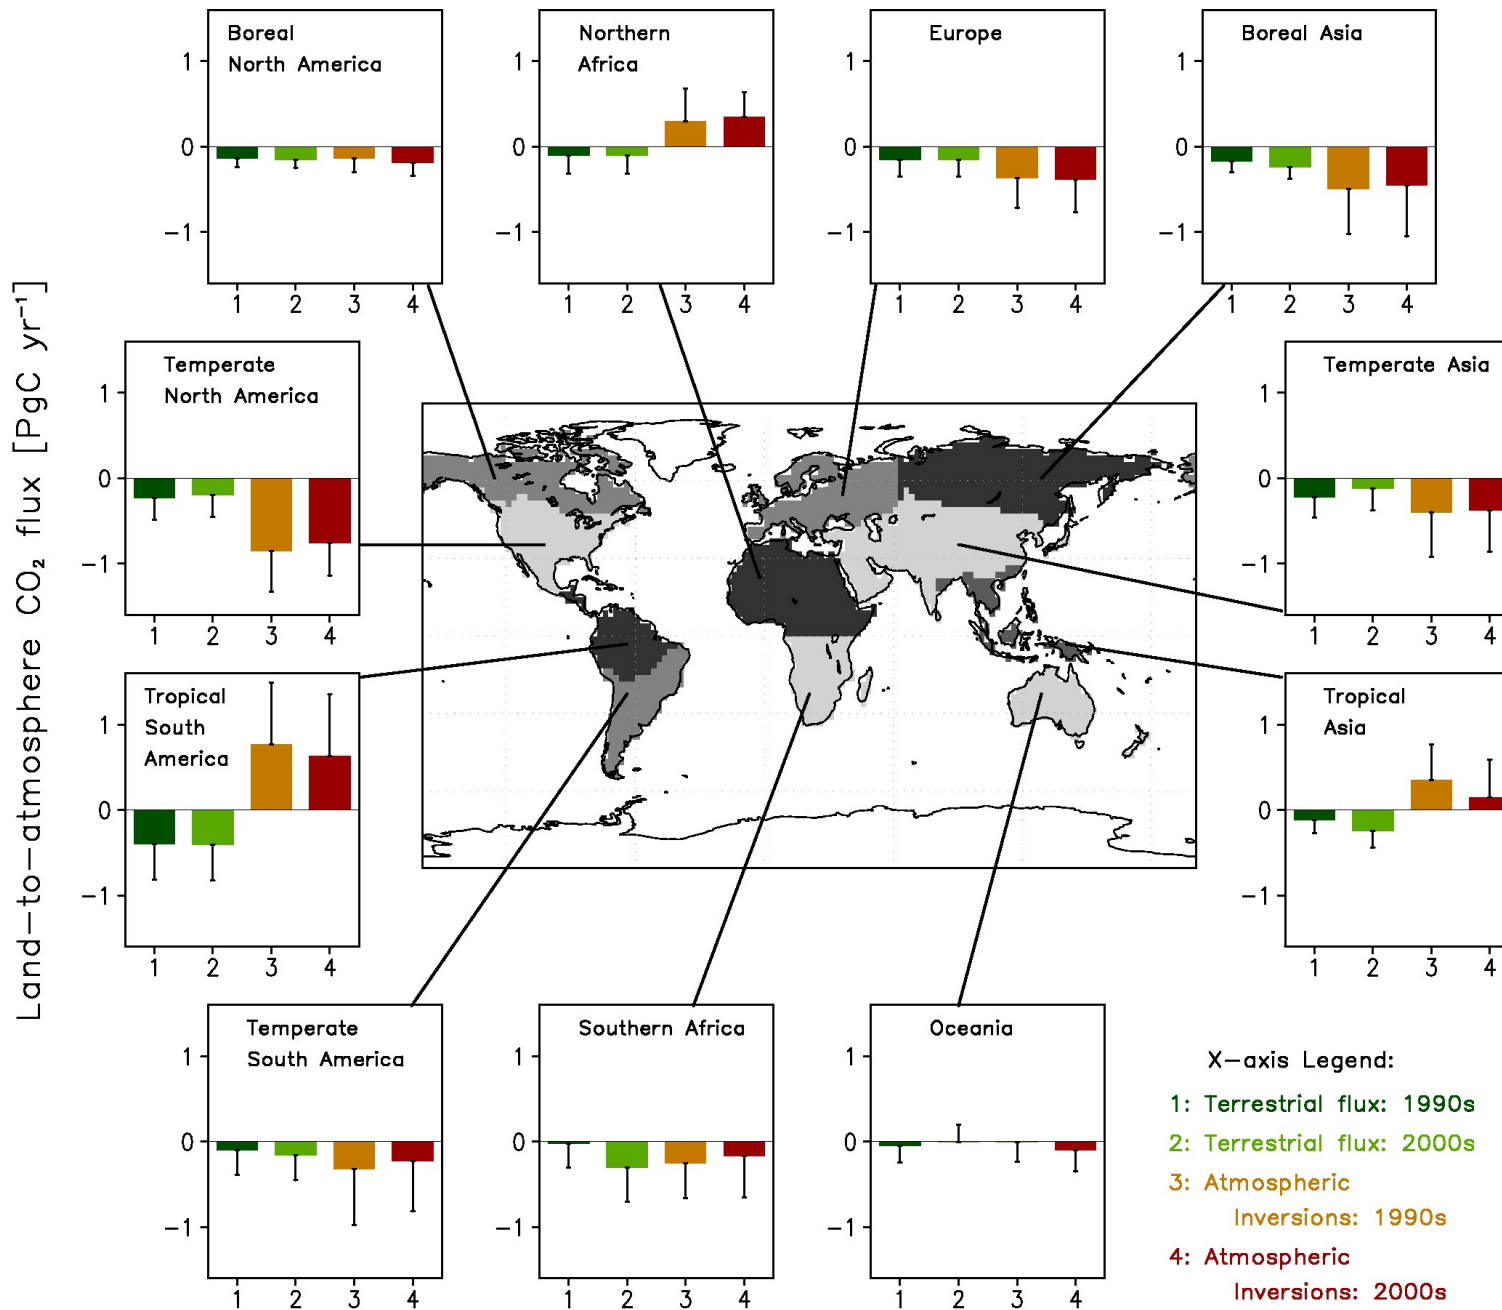 Land-to-atmosphere CO₂ flux [PgC yr⁻¹]
Boreal
North America
1
0
-1
1 2 3 4
Northern
Africa
1
0
-1
1 2 3 4
Europe
1
0
-1
1 2 3 4
Boreal Asia
1
0
-1
1 2 3 4
Temperate
North America
1
0
-1
1 2 3 4
Temperate Asia
1
0
-1
1 2 3 4
Tropical
South
America
1
0
-1
1 2 3 4
Tropical
Asia
1
0
-1
1 2 3 4
Temperate
South America
1
0
-1
1 2 3 4
Southern Africa
1
0
-1
1 2 3 4
Oceania
1
0
-1
1 2 3 4
X-axis Legend:
1: Terrestrial flux: 1990s
2: Terrestrial flux: 2000s
3: Atmospheric
Inversions: 1990s
4: Atmospheric
Inversions: 2000s